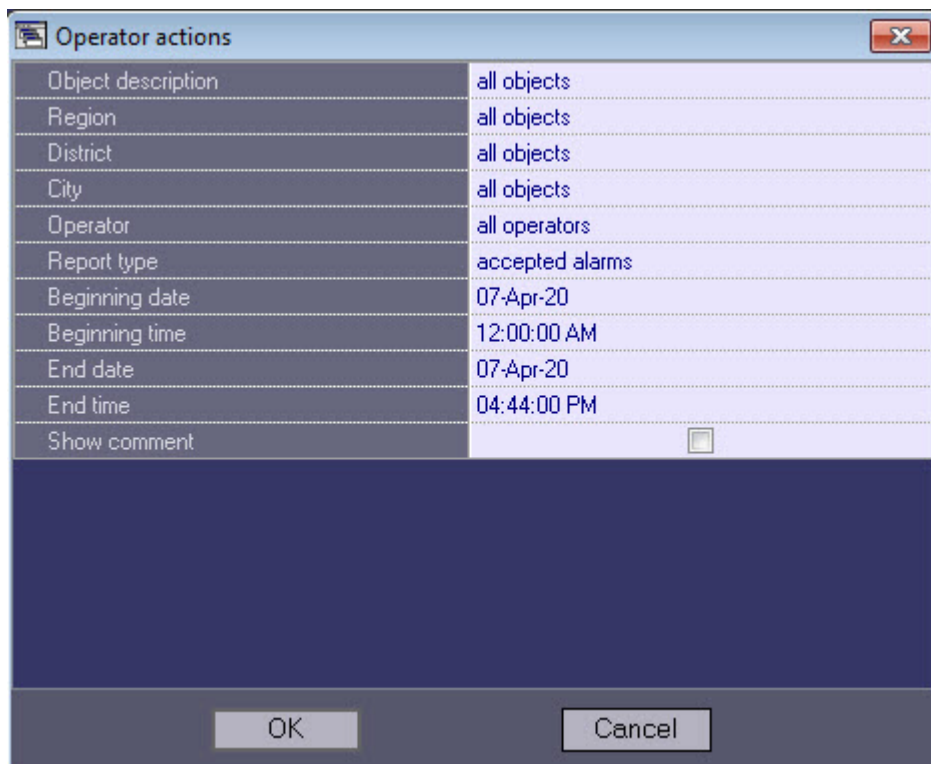 Operator actions
Object description all objects
Region all objects
District all objects
City all objects
Operator all operators
Report type accepted alarms
Beginning date 07-Apr-20
Beginning time 12:00:00 AM
End date 07-Apr-20
End time 04:44:00 PM
Show comment
OK Cancel